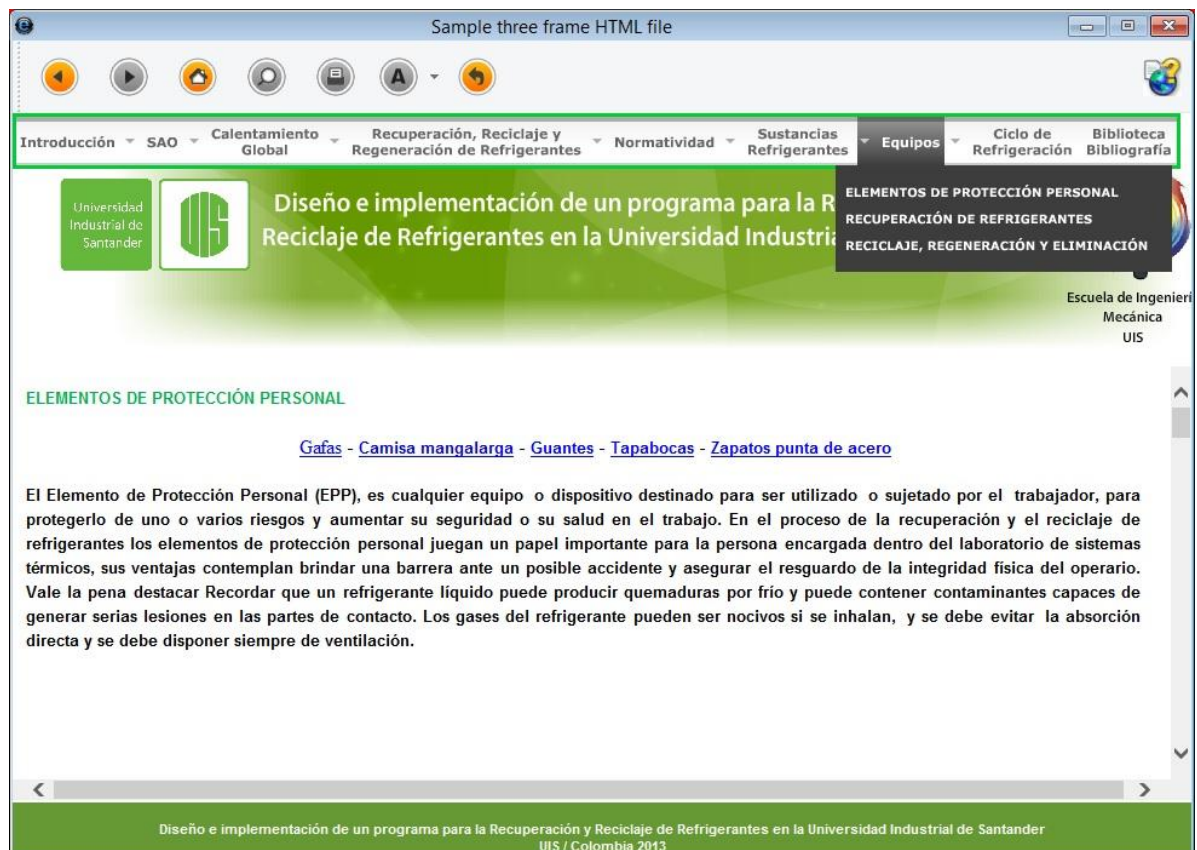 Sample three frame HTML file
A
Introducción SAO Calentamiento Global Recuperación, Reciclaje y Regeneración de Refrigerantes Normatividad Sustancias Refrigerantes Equipos Ciclo de Refrigeración Biblioteca Bibliografía
ELEMENTOS DE PROTECCIÓN PERSONAL
RECUPERACIÓN DE REFRIGERANTES
RECICLAJE, REGENERACIÓN Y ELIMINACIÓN
Universidad
Industrial de
Santander
Diseño e implementación de un programa para la R
Reciclaje de Refrigerantes en la Universidad Industri
Escuela de Ingenierí
Mecánica
UIS
ELEMENTOS DE PROTECCIÓN PERSONAL
Gafas - Camisa mangalarga - Guantes - Tapabocas - Zapatos punta de acero
El Elemento de Protección Personal (EPP), es cualquier equipo o dispositivo destinado para ser utilizado o sujetado por el trabajador, para
protegerlo de uno o varios riesgos y aumentar su seguridad o su salud en el trabajo. En el proceso de la recuperación y el reciclaje de
refrigerantes los elementos de protección personal juegan un papel importante para la persona encargada dentro del laboratorio de sistemas
térmicos, sus ventajas contemplan brindar una barrera ante un posible accidente y asegurar el resguardo de la integridad física del operario.
Vale la pena destacar Recordar que un refrigerante líquido puede producir quemaduras por frío y puede contener contaminantes capaces de
generar serias lesiones en las partes de contacto. Los gases del refrigerante pueden ser nocivos si se inhalan, y se debe evitar la absorción
directa y se debe disponer siempre de ventilación.
Diseño e implementación de un programa para la Recuperación y Reciclaje de Refrigerantes en la Universidad Industrial de Santander
UIS / Colombia 2013